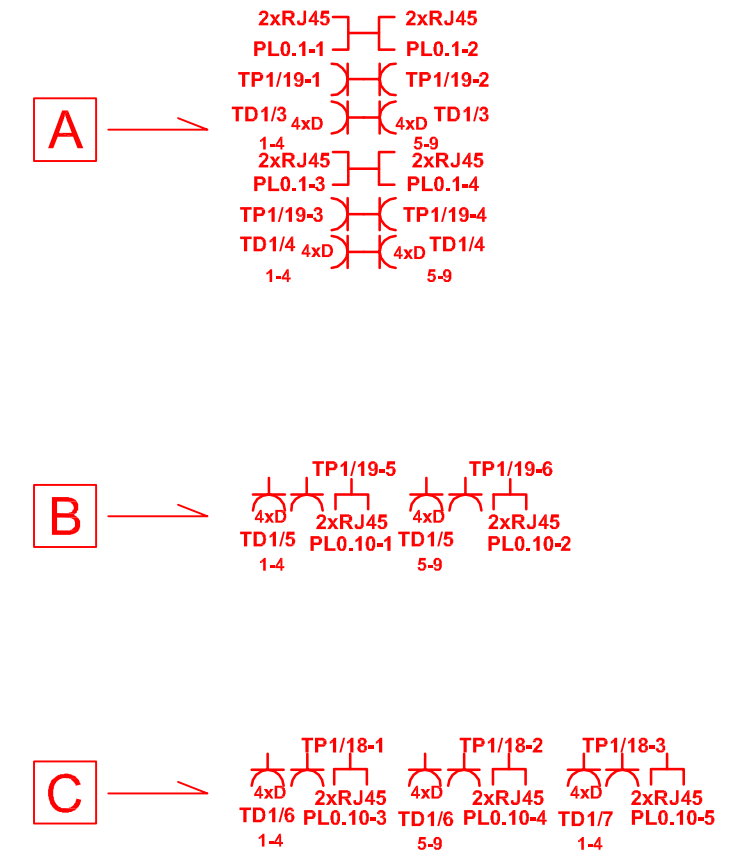 2xRJ45 2xRJ45
PL0.1-1 PL0.1-2
TP1/19-1 TP1/19-2
A TD1/3 4xD 4xD TD1/3
1-4 5-9
2xRJ45 2xRJ45
PL0.1-3 PL0.1-4
TP1/19-3 TP1/19-4
TD1/4 4xD 4xD TD1/4
1-4 5-9
TP1/19-5 TP1/19-6
B 4xD 2xRJ45 4xD 2xRJ45
TD1/5 PL0.10-1 TD1/5 PL0.10-2
1-4 5-9
TP1/18-1 TP1/18-2 TP1/18-3
C 4xD 2xRJ45 4xD 2xRJ45 4xD 2xRJ45
TD1/6 PL0.10-3 TD1/6 PL0.10-4 TD1/7 PL0.10-5
1-4 5-9 1-4